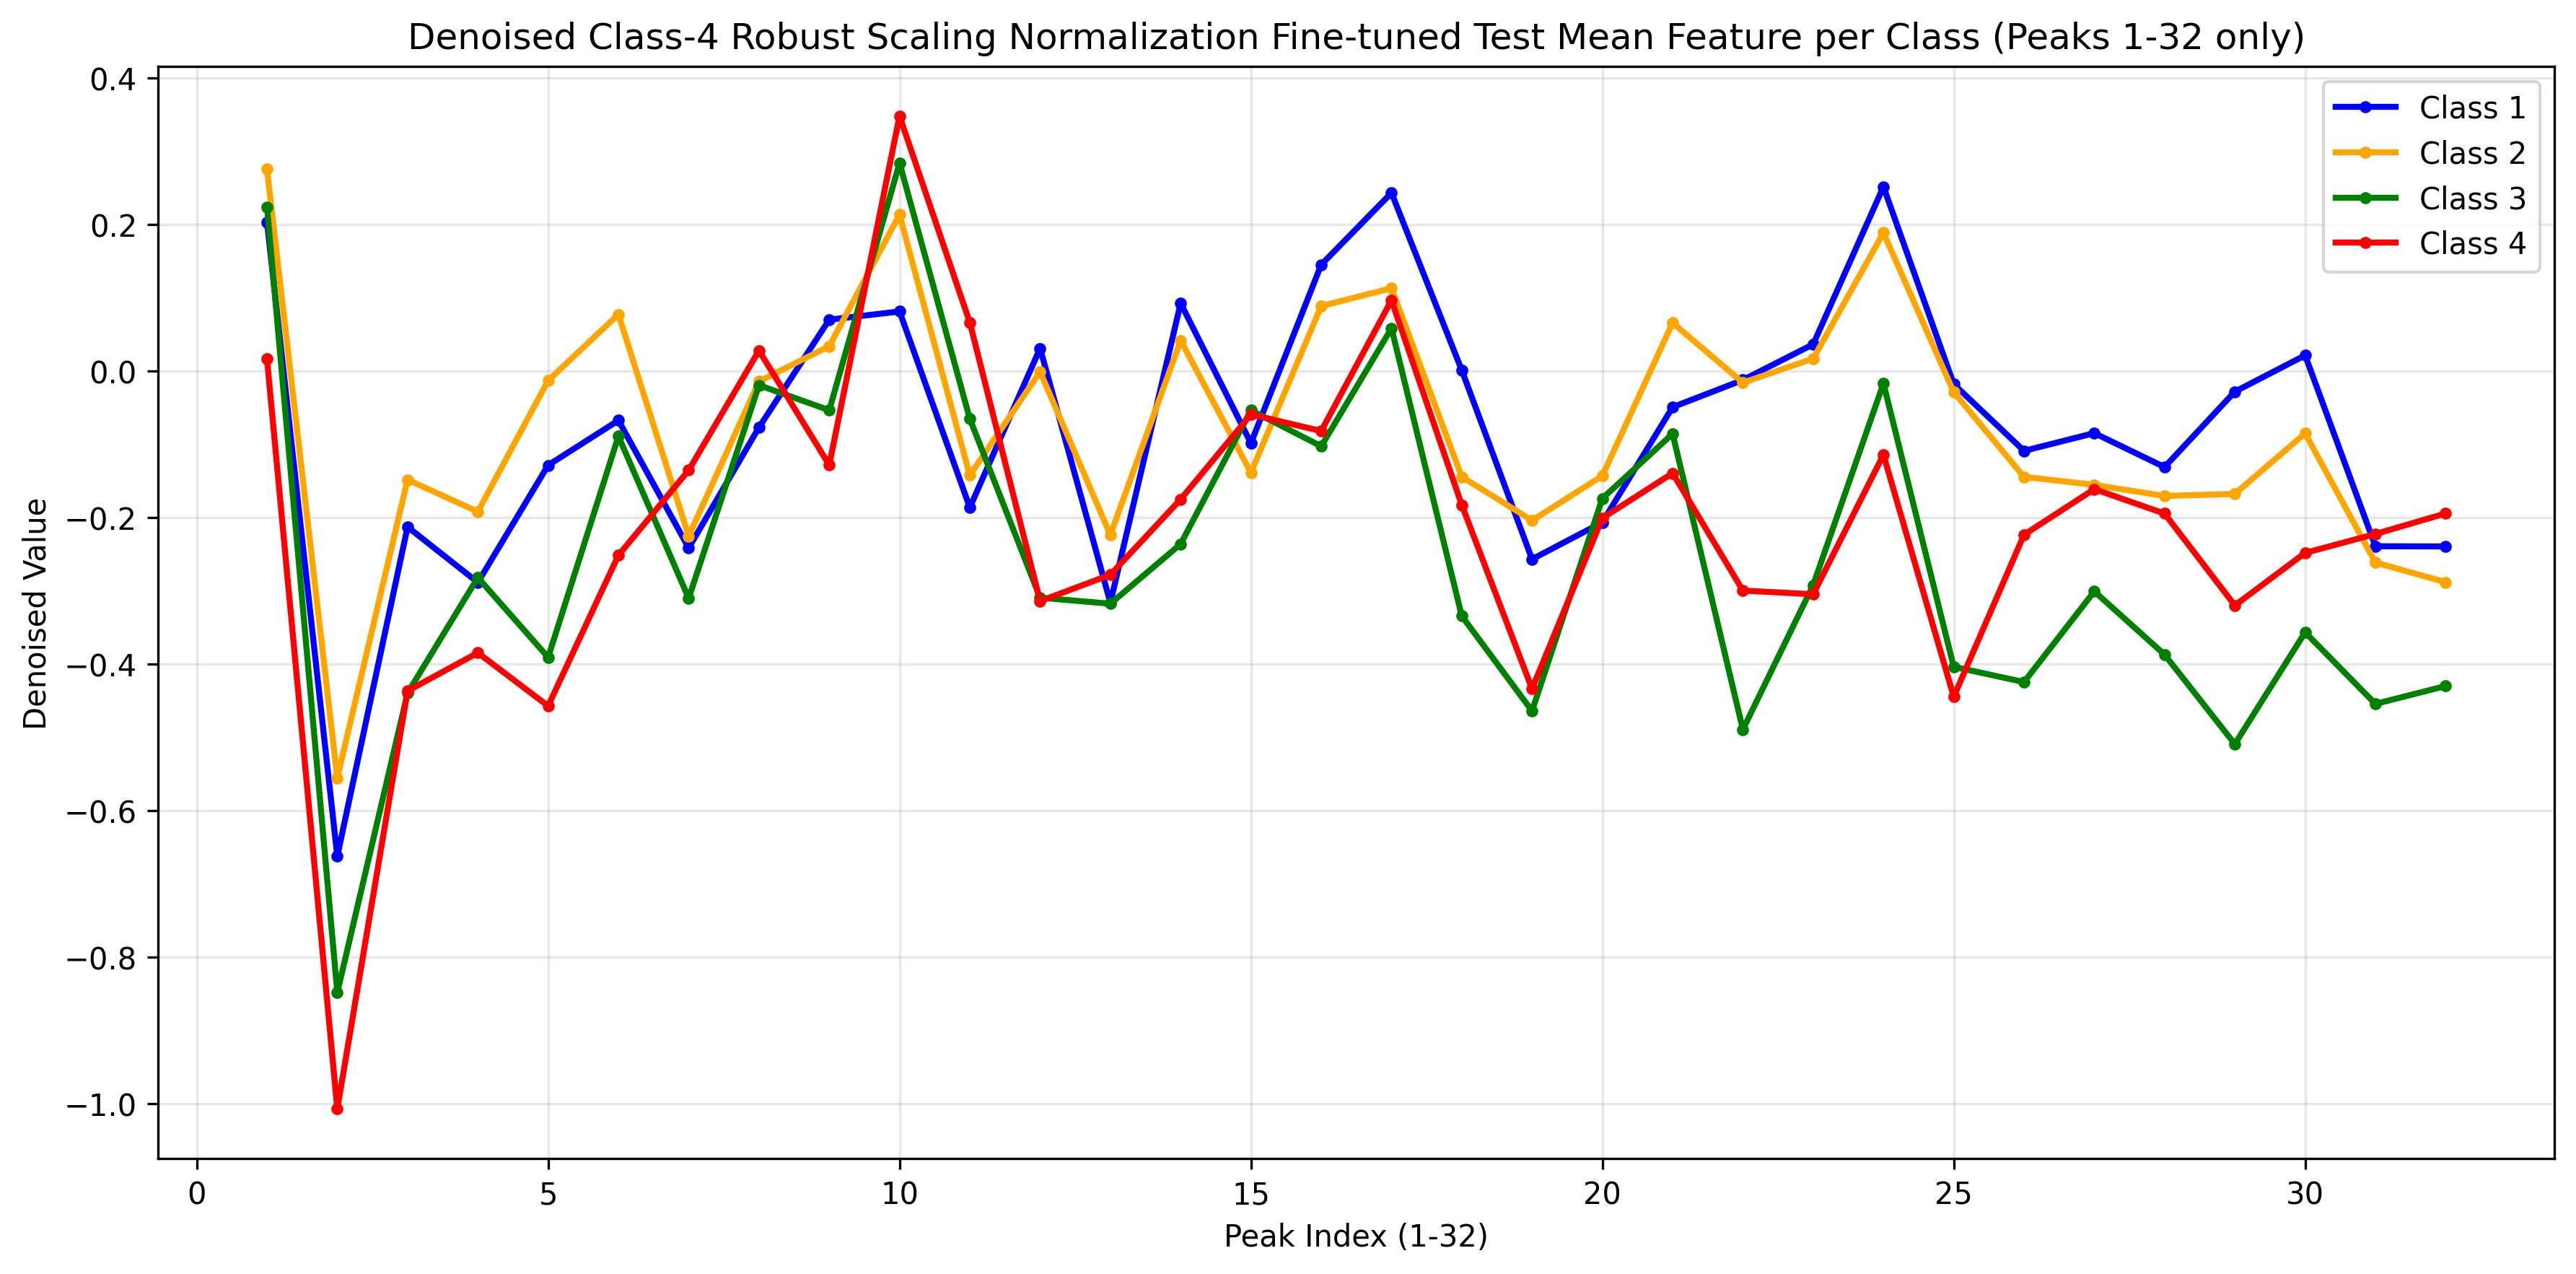 Denoised Class-4 Robust Scaling Normalization Fine-tuned Test Mean Feature per Class (Peaks 1-32 only)
Class 1
Class 2
Class 3
Class 4
Denoised Value
0.4
0.2
0.0
−0.2
−0.4
−0.6
−0.8
−1.0
0 5 10 15 20 25 30
Peak Index (1-32)